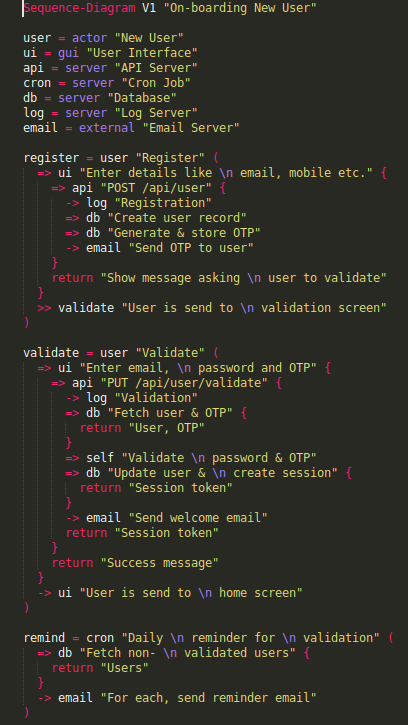 Sequence-Diagram V1 "On-boarding New User"

user = actor "New User"
ui = gui "User Interface"
api = server "API Server"
cron = server "Cron Job"
db = server "Database"
log = server "Log Server"
email = external "Email Server"

register = user "Register" (
  => ui "Enter details like \n email, mobile etc." {
    => api "POST /api/user" {
      -> log "Registration"
      => db "Create user record"
      => db "Generate & store OTP"
      -> email "Send OTP to user"
    }
    return "Show message asking \n user to validate"
  }
  >> validate "User is send to \n validation screen"
)

validate = user "Validate" (
  => ui "Enter email, \n password and OTP" {
    => api "PUT /api/user/validate" {
      -> log "Validation"
      => db "Fetch user & OTP" {
        return "User, OTP"
      }
      => self "Validate \n password & OTP"
      => db "Update user & \n create session" {
        return "Session token"
      }
      -> email "Send welcome email"
      return "Session token"
    }
    return "Success message"
  }
  -> ui "User is send to \n home screen"
)

remind = cron "Daily \n reminder for \n validation" (
  => db "Fetch non- \n validated users" {
    return "Users"
  }
  -> email "For each, send reminder email"
)